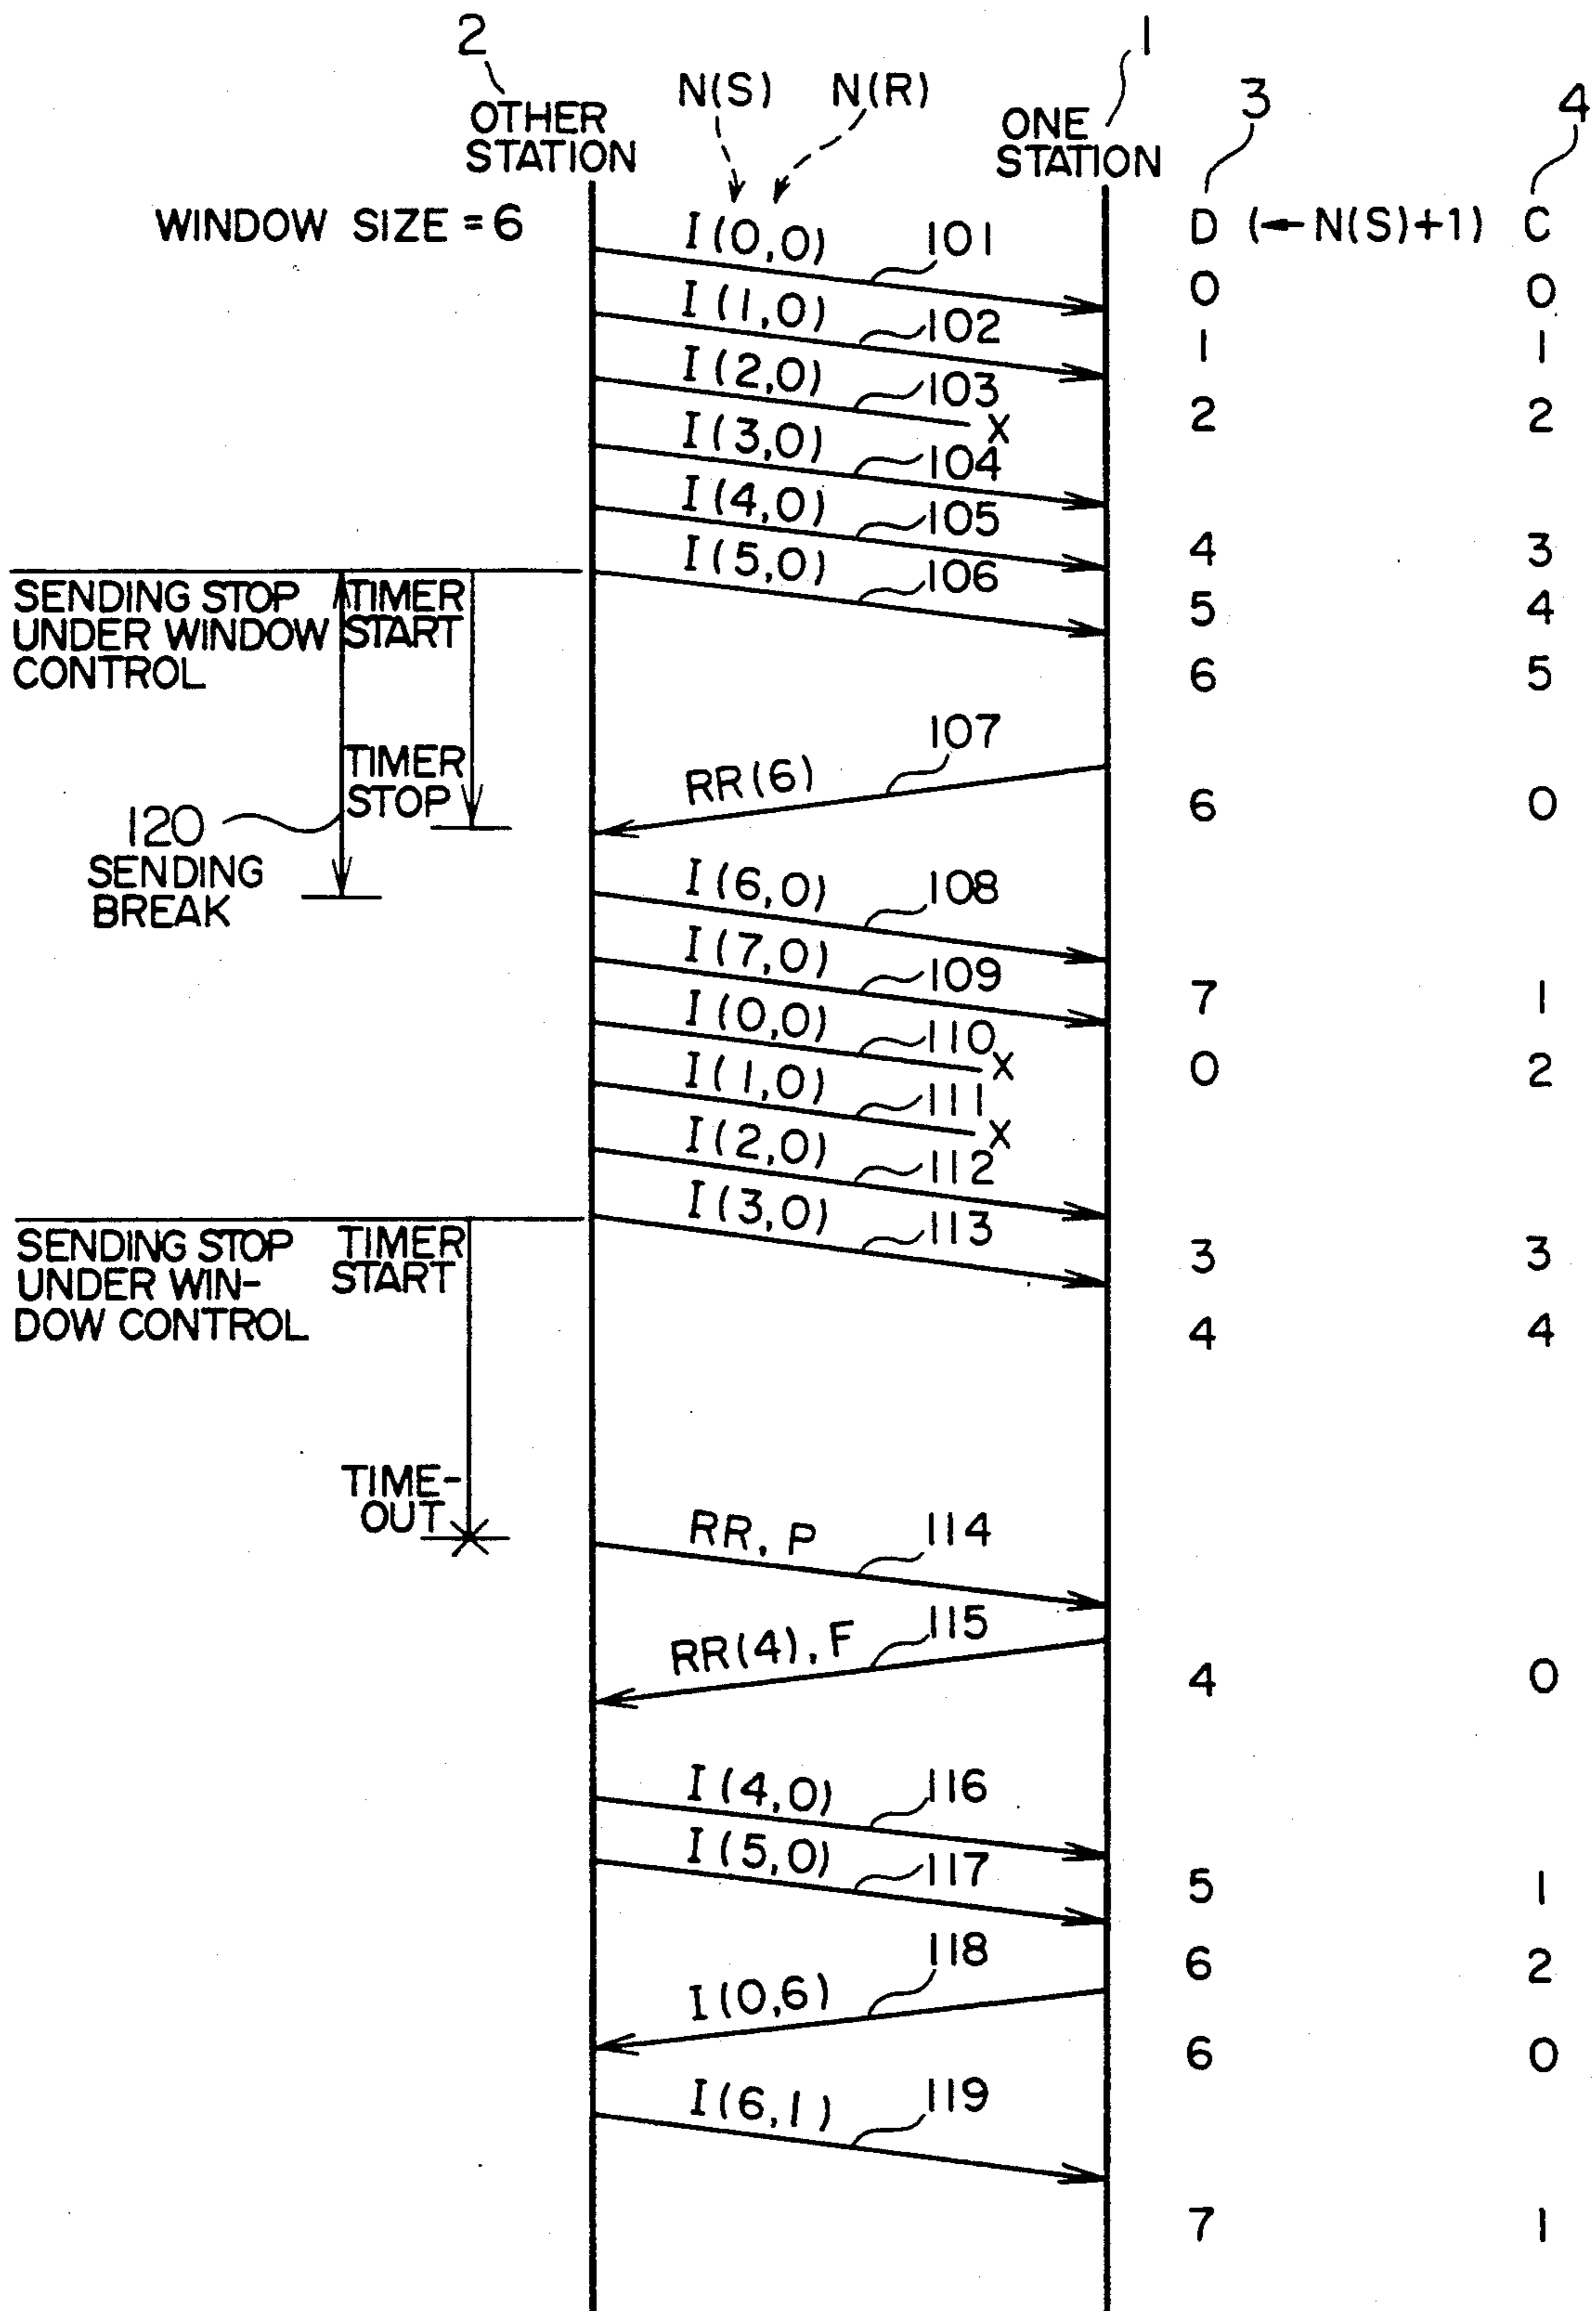 2
1
N(S) N(R)
3
4
OTHER
STATION
ONE
STATION
WINDOW SIZE = 6
D (←N(S)+1) C
I(0,0) 101
0 0
I(1,0) 102
1 1
I(2,0) 103
X
2 2
I(3,0) 104
I(4,0) 105
4 3
I(5,0) 106
5 4
SENDING STOP
UNDER WINDOW
CONTROL
TIMER
START
6 5
107
RR(6)
TIMER
STOP
6 0
120
SENDING
BREAK
I(6,0) 108
I(7,0) 109
7 1
I(0,0) 110
X
0 2
I(1,0) 111
X
I(2,0) 112
I(3,0) 113
SENDING STOP
UNDER WIN-
DOW CONTROL
TIMER
START
3 3
4 4
TIME-
OUT
RR, P 114
RR(4), F 115
4 0
I(4,0) 116
I(5,0) 117
5 1
118
6 2
I(0,6)
6 0
I(6,1) 119
7 1